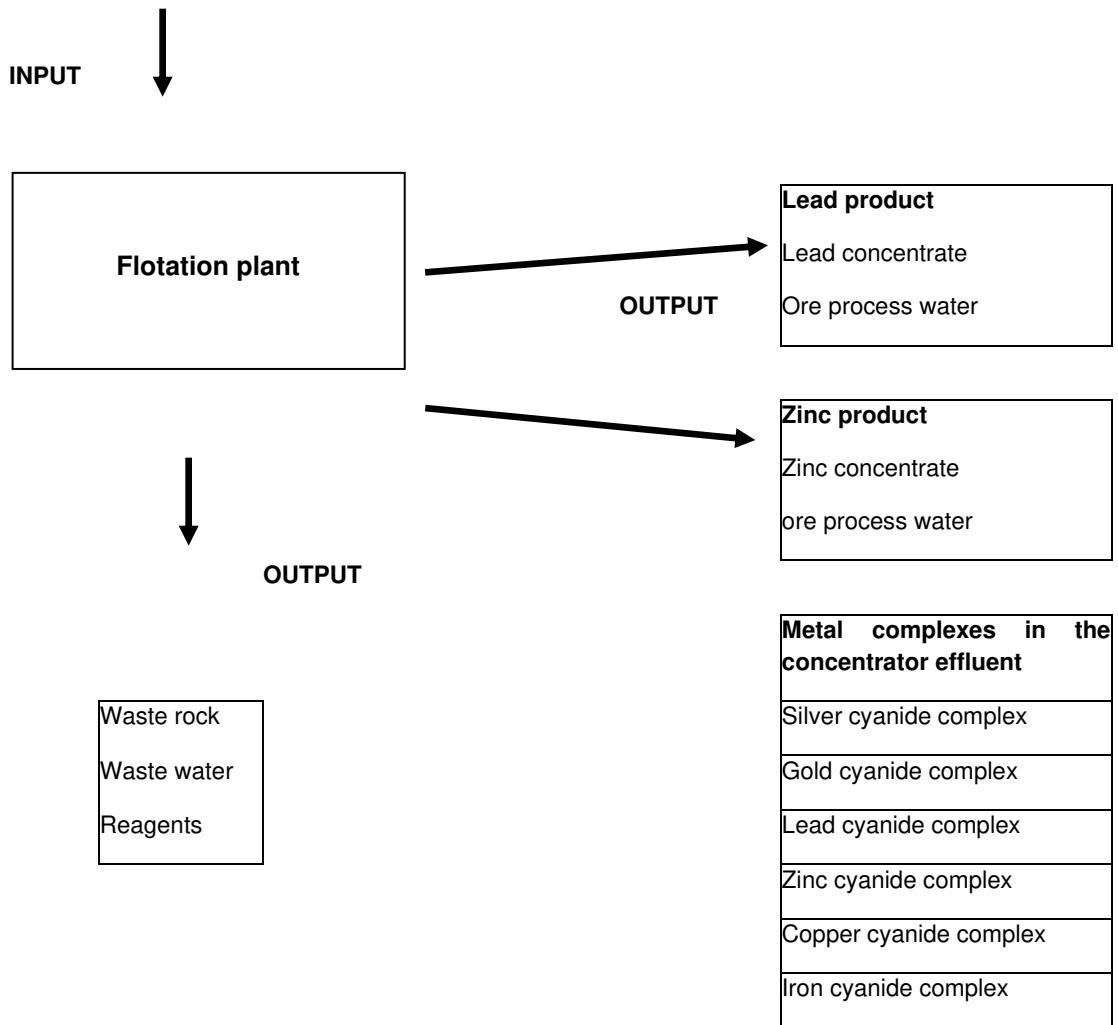 INPUT
Flotation plant
OUTPUT
Lead product
Lead concentrate
Ore process water
Zinc product
Zinc concentrate
ore process water
OUTPUT
Waste rock
Waste water
Reagents
Metal complexes in the
concentrator effluent
Silver cyanide complex
Gold cyanide complex
Lead cyanide complex
Zinc cyanide complex
Copper cyanide complex
Iron cyanide complex